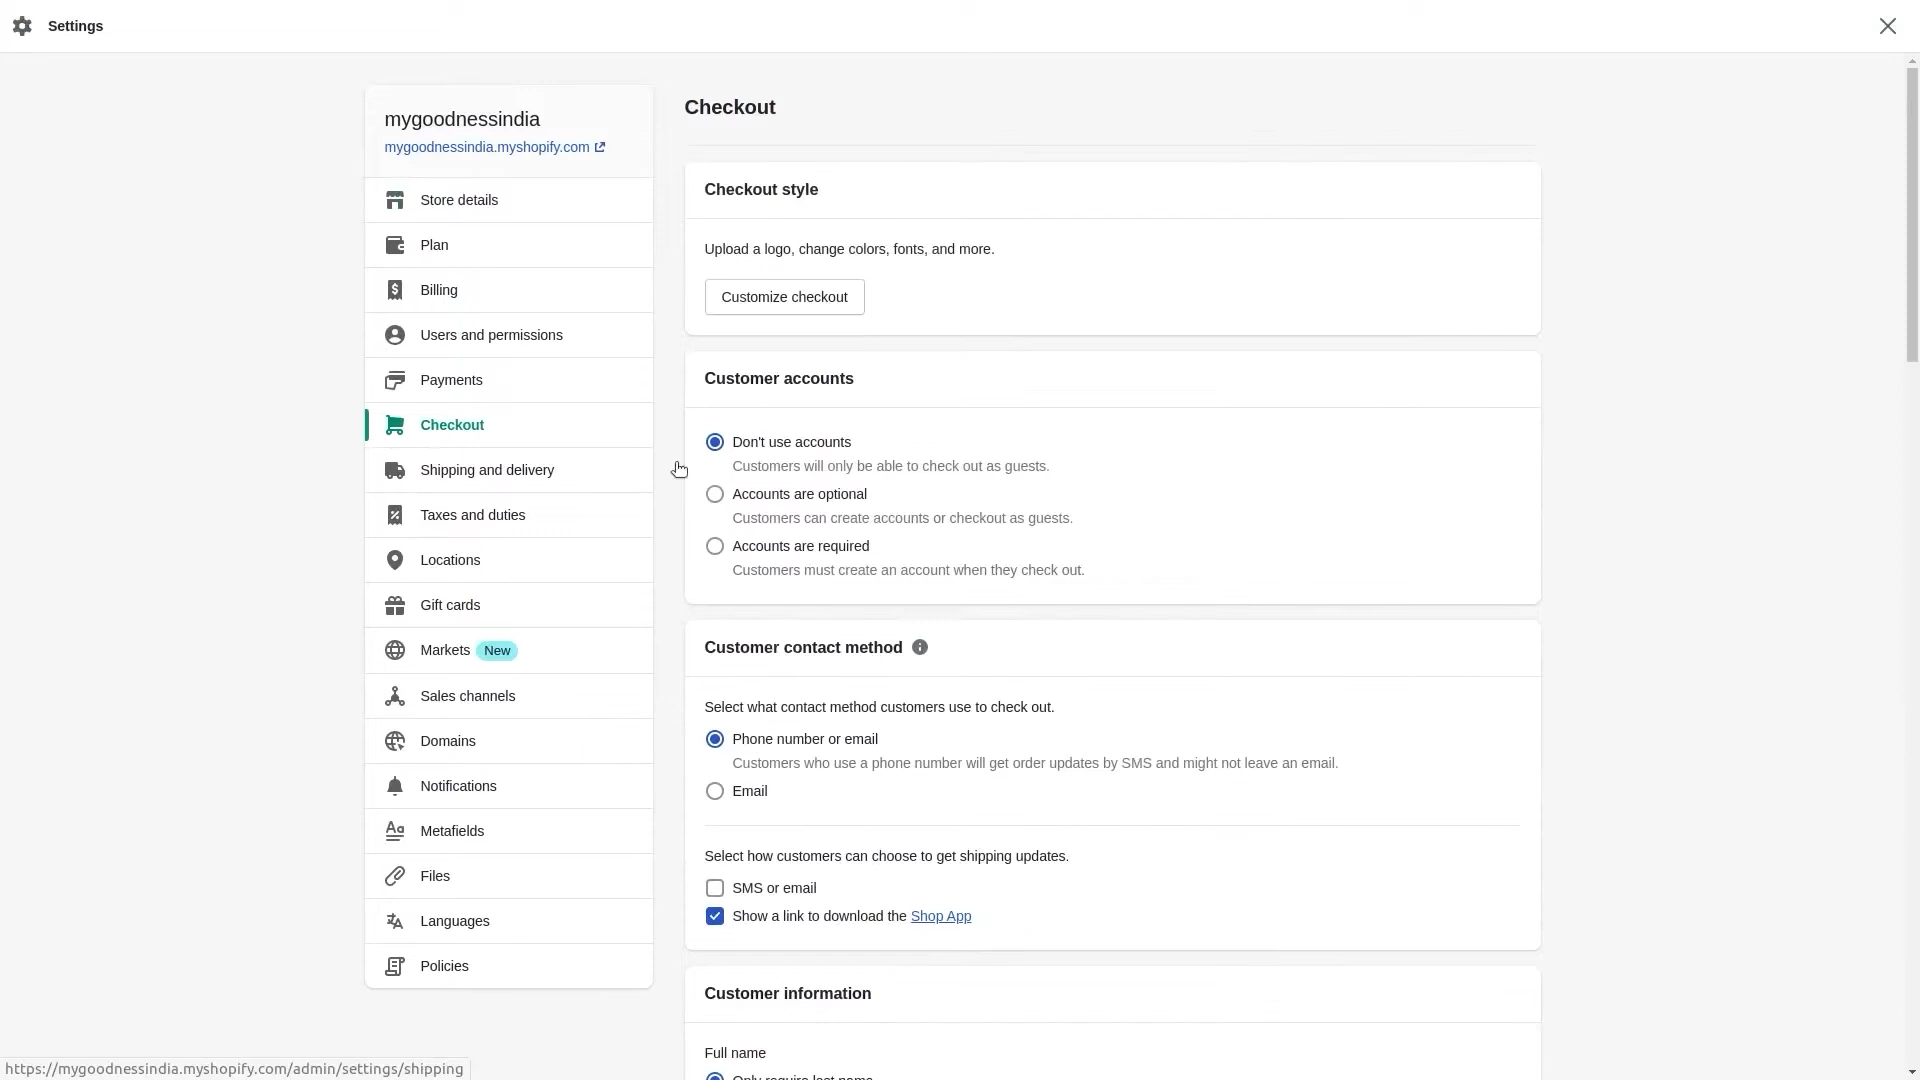 Settings
mygoodnessindia
mygoodnessindia.myshopify.com
Store details
Plan
Billing
Users and permissions
Payments
Checkout
Shipping and delivery
Taxes and duties
Locations
Gift cards
Markets New
Sales channels
Domains
Notifications
Metafields
Files
Languages
Policies
Checkout
Checkout style
Upload a logo, change colors, fonts, and more.
Customize checkout
Customer accounts
Don't use accounts
Customers will only be able to check out as guests.
Accounts are optional
Customers can create accounts or checkout as guests.
Accounts are required
Customers must create an account when they check out.
Customer contact method
Select what contact method customers use to check out.
Phone number or email
Customers who use a phone number will get order updates by SMS and might not leave an email.
Email
Select how customers can choose to get shipping updates.
SMS or email
Show a link to download the Shop App
Customer information
Full name
Only require last name
https://mygoodnessindia.myshopify.com/admin/settings/shipping